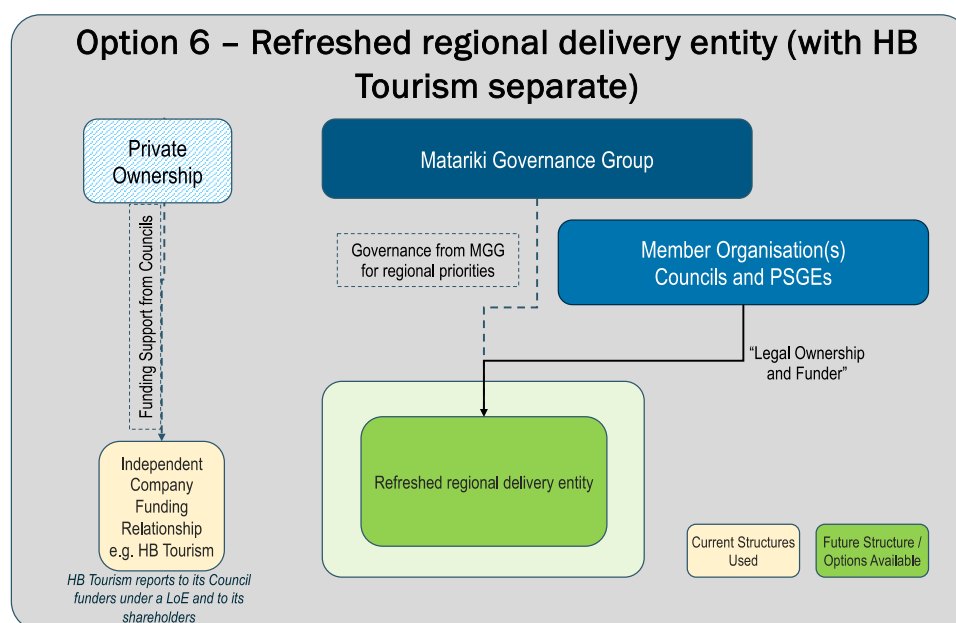 Option 6 – Refreshed regional delivery entity (with HB
Tourism separate)
Private
Ownership
Matariki Governance Group
Funding Support from Councils
Governance from MGG
for regional priorities
Member Organisation(s)
Councils and PSGEs
“Legal Ownership
and Funder”
Independent
Company
Funding
Relationship
e.g. HB Tourism
Refreshed regional delivery entity
Current Structures
Used
Future Structure /
Options Available
HB Tourism reports to its Council
funders under a LoE and to its
shareholders